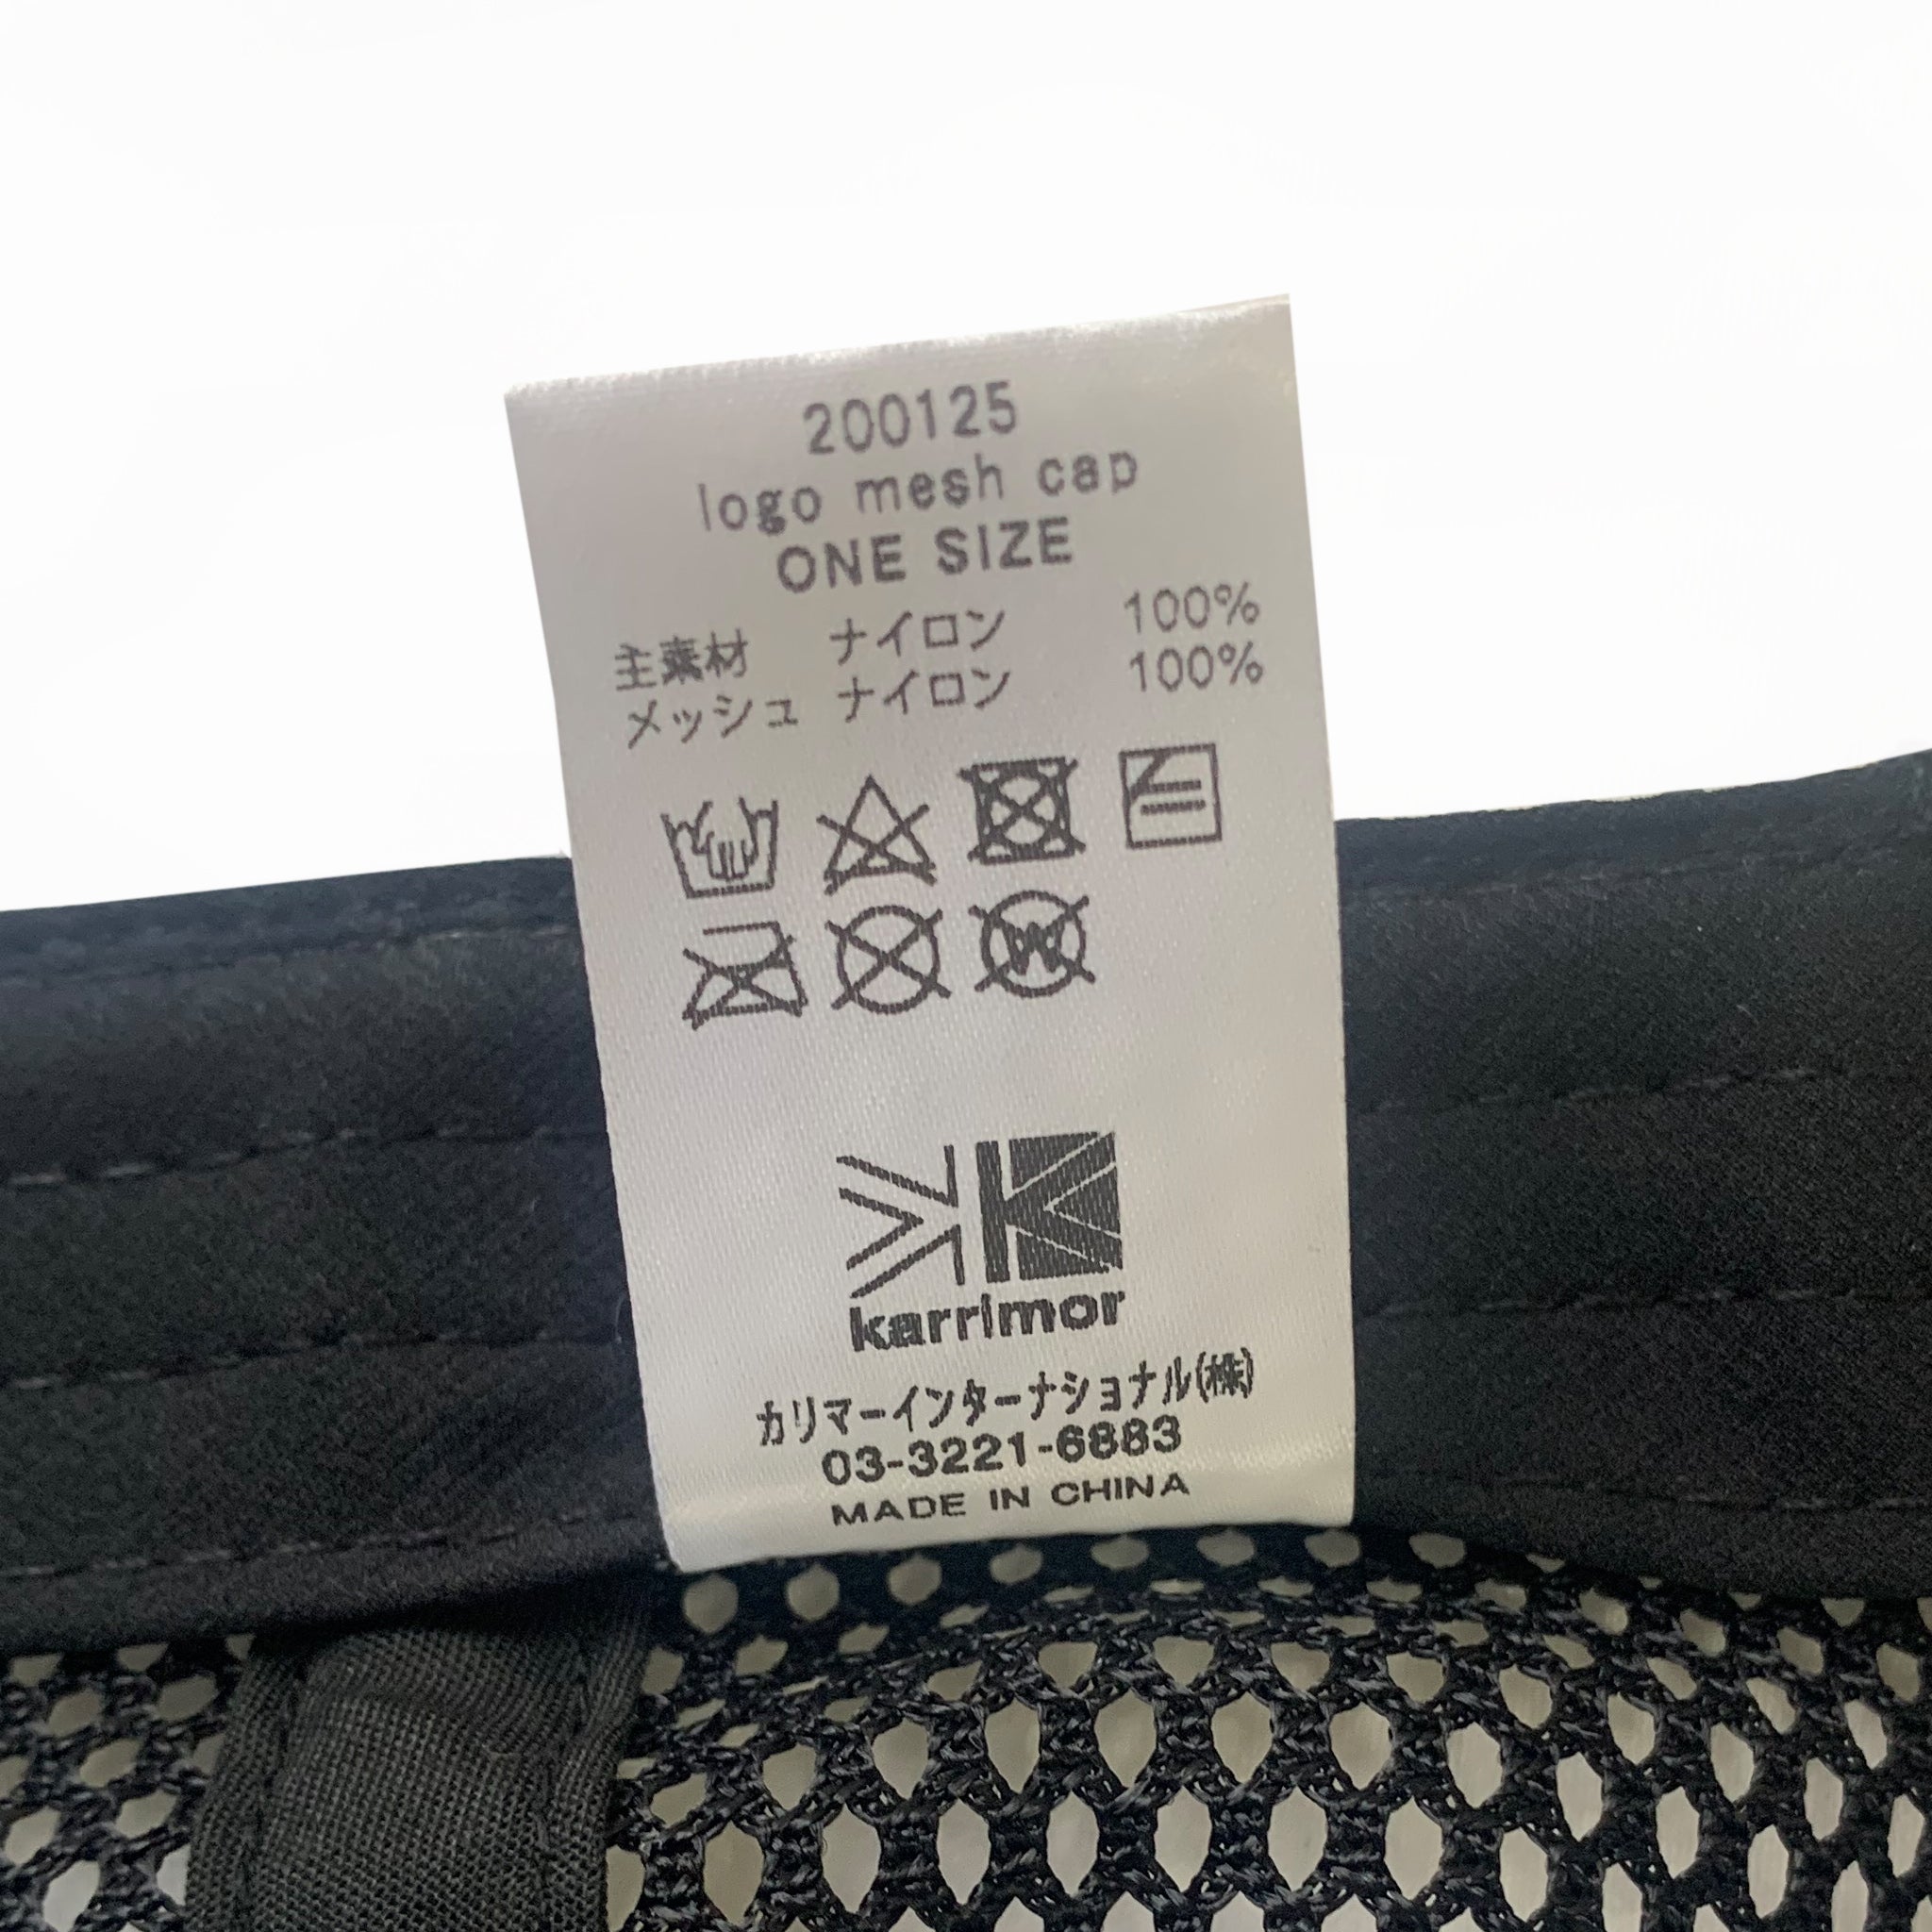 200125
logo mesh cap
ONE SIZE
主素材 ナイロン 100%
メッシュ ナイロン 100%
W
karrimor
カリマーインターナショナル(株)
03-3221-6883
MADE IN CHINA